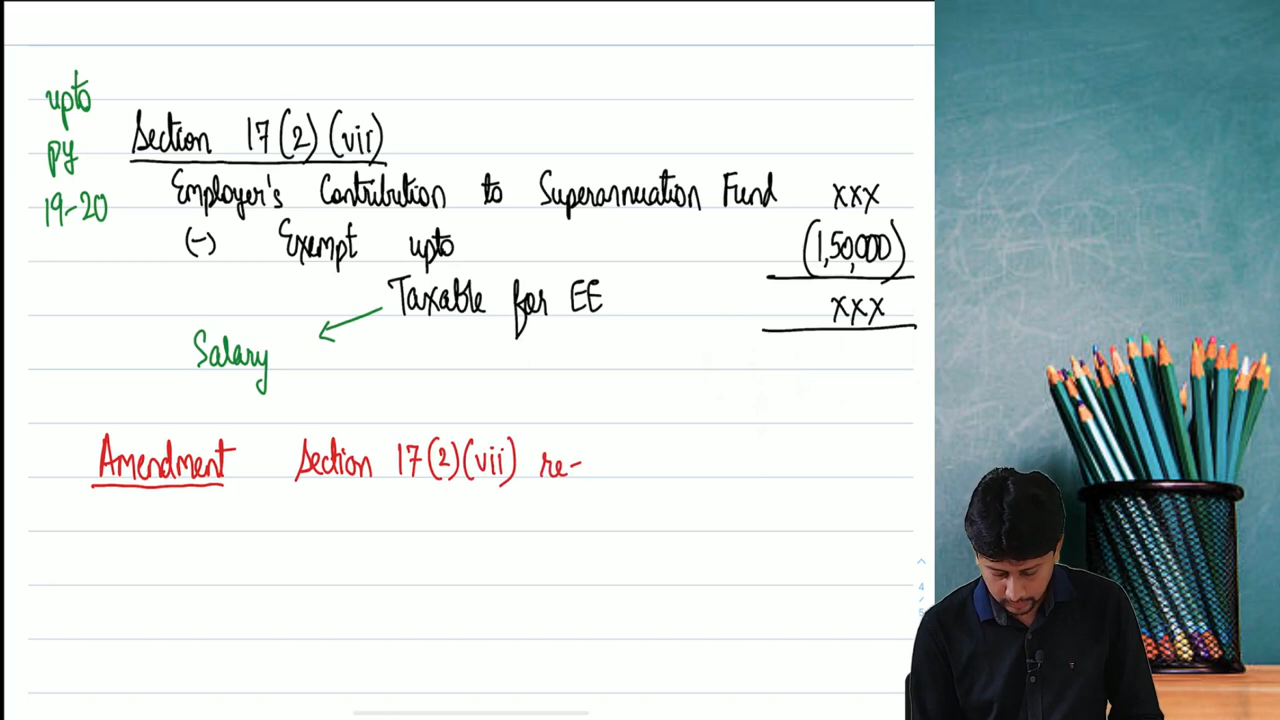 upto
PY
19-20
Section 17(2)(vii)
Employer's Contribution to Superannuation Fund xxx
(-) Exempt upto (1,50,000)
Taxable for EE xxx
Salary
Amendment Section 17(2)(vii) re-